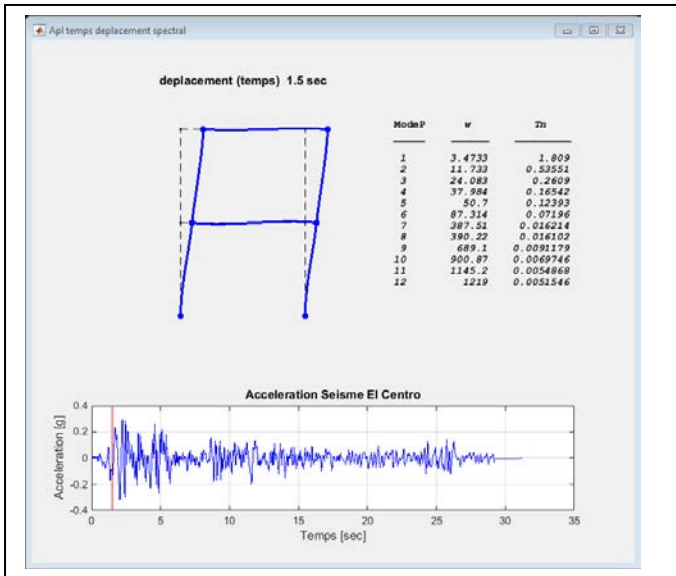 Apl temps deplacement spectral
deplacement (temps) 1.5 sec
ModeP w Tn
1 3.4733 1.809
2 11.733 0.53551
3 24.083 0.2609
4 37.984 0.16542
5 50.7 0.12393
6 87.314 0.07196
7 387.51 0.016214
8 390.22 0.016102
9 689.1 0.0091179
10 900.87 0.0069746
11 1145.2 0.0054868
12 1219 0.0051546
Acceleration Seisme El Centro
Acceleration [g]
0.4
0.2
0
-0.2
-0.4
0 5 10 15 20 25 30 35
Temps [sec]